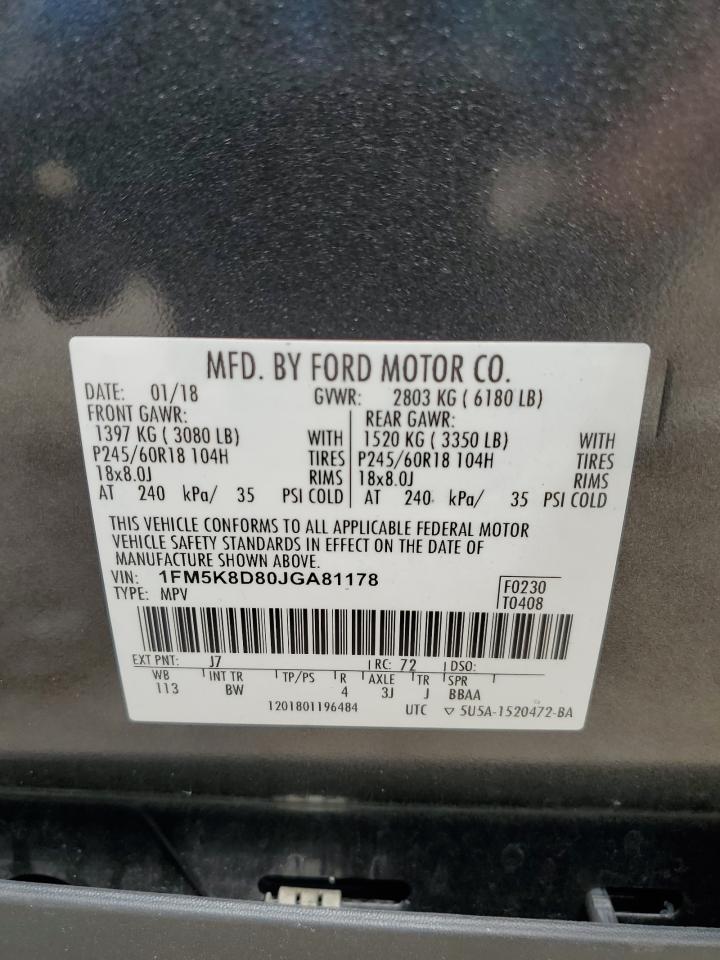 MFD. BY FORD MOTOR CO.
DATE: 01/18 GVWR: 2803 KG ( 6180 LB)
FRONT GAWR: REAR GAWR:
1397 KG ( 3080 LB) WITH 1520 KG ( 3350 LB) WITH
P245/60R18 104H TIRES P245/60R18 104H TIRES
18x8.0J RIMS 18x8.0J RIMS
AT 240 kPa/ 35 PSI COLD AT 240 kPa/ 35 PSI COLD
THIS VEHICLE CONFORMS TO ALL APPLICABLE FEDERAL MOTOR
VEHICLE SAFETY STANDARDS IN EFFECT ON THE DATE OF
MANUFACTURE SHOWN ABOVE.
VIN: 1FM5K8D80JGA81178 F0230
TYPE: MPV T0408
EXT PNT: J7 RC: 72 DSO:
WB INT TR TP/PS R AXLE TR SPR
113 BW 4 3J J BBAA
1201801196484 UTC ▽ 5U5A-1520472-BA